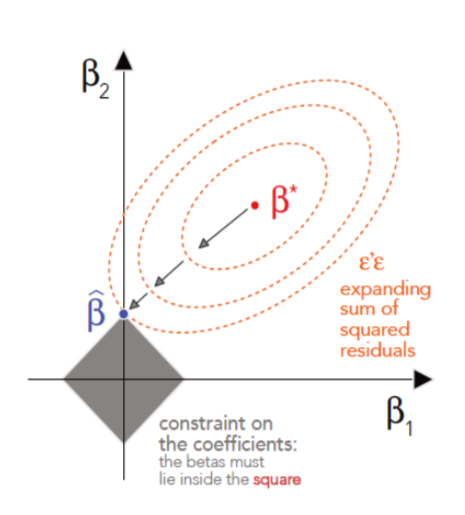 β₂
β*
ε'ε
expanding
sum of
squared
residuals
β̂
β₁
constraint on
the coefficients:
the betas must
lie inside the square